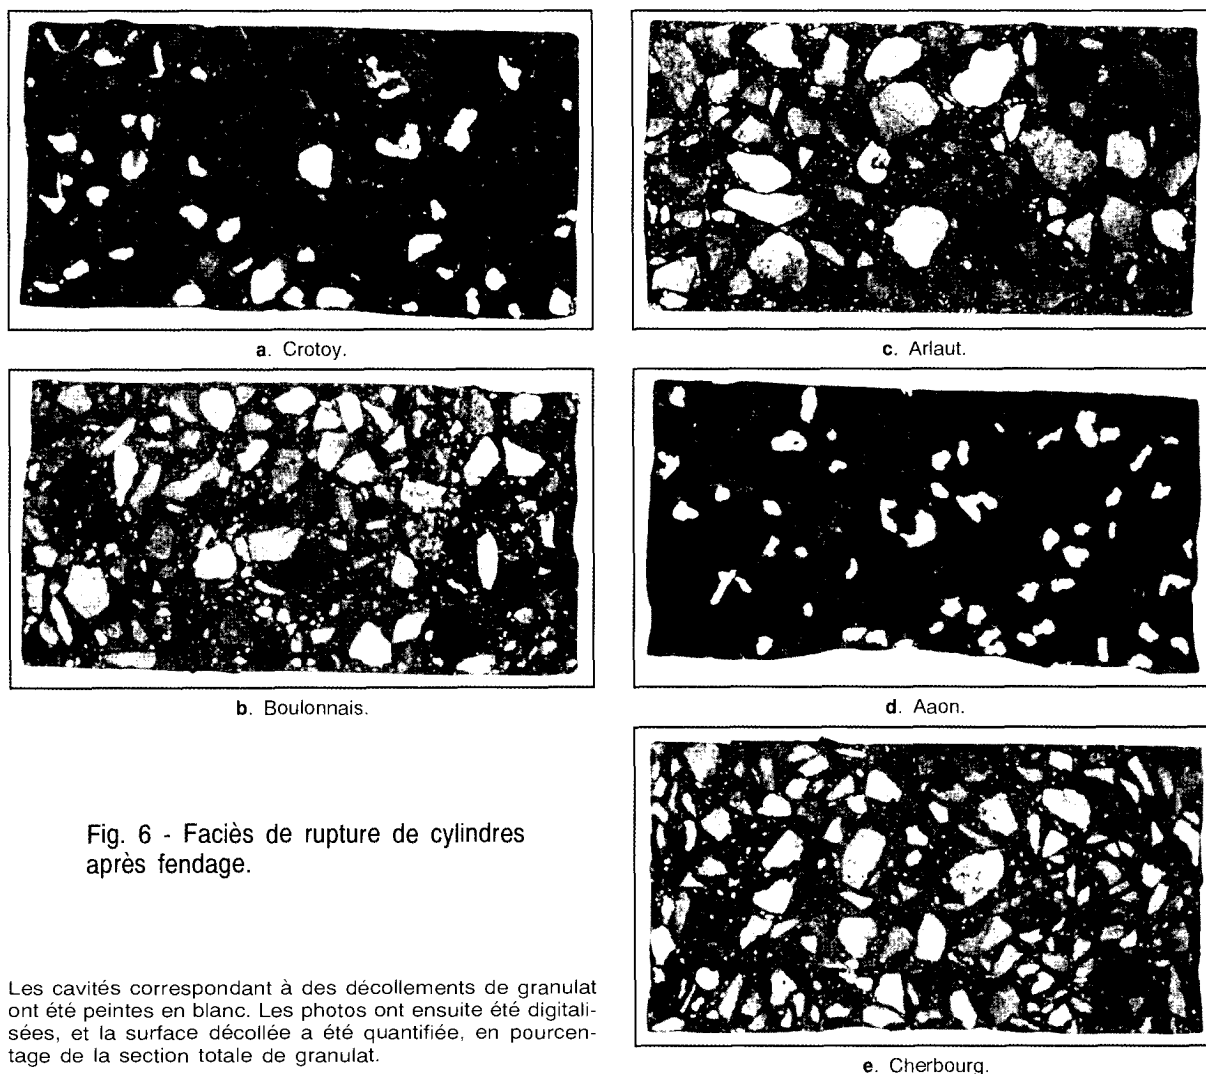 a. Crotoy.
c. Arlaut.
b. Boulonnais.
d. Aaon.
Fig. 6 - Faciès de rupture de cylindres
après fendage.
Les cavités correspondant à des décollements de granulat
ont été peintes en blanc. Les photos ont ensuite été digitali-
sées, et la surface décollée a été quantifiée, en pourcen-
tage de la section totale de granulat.
e. Cherbourg.